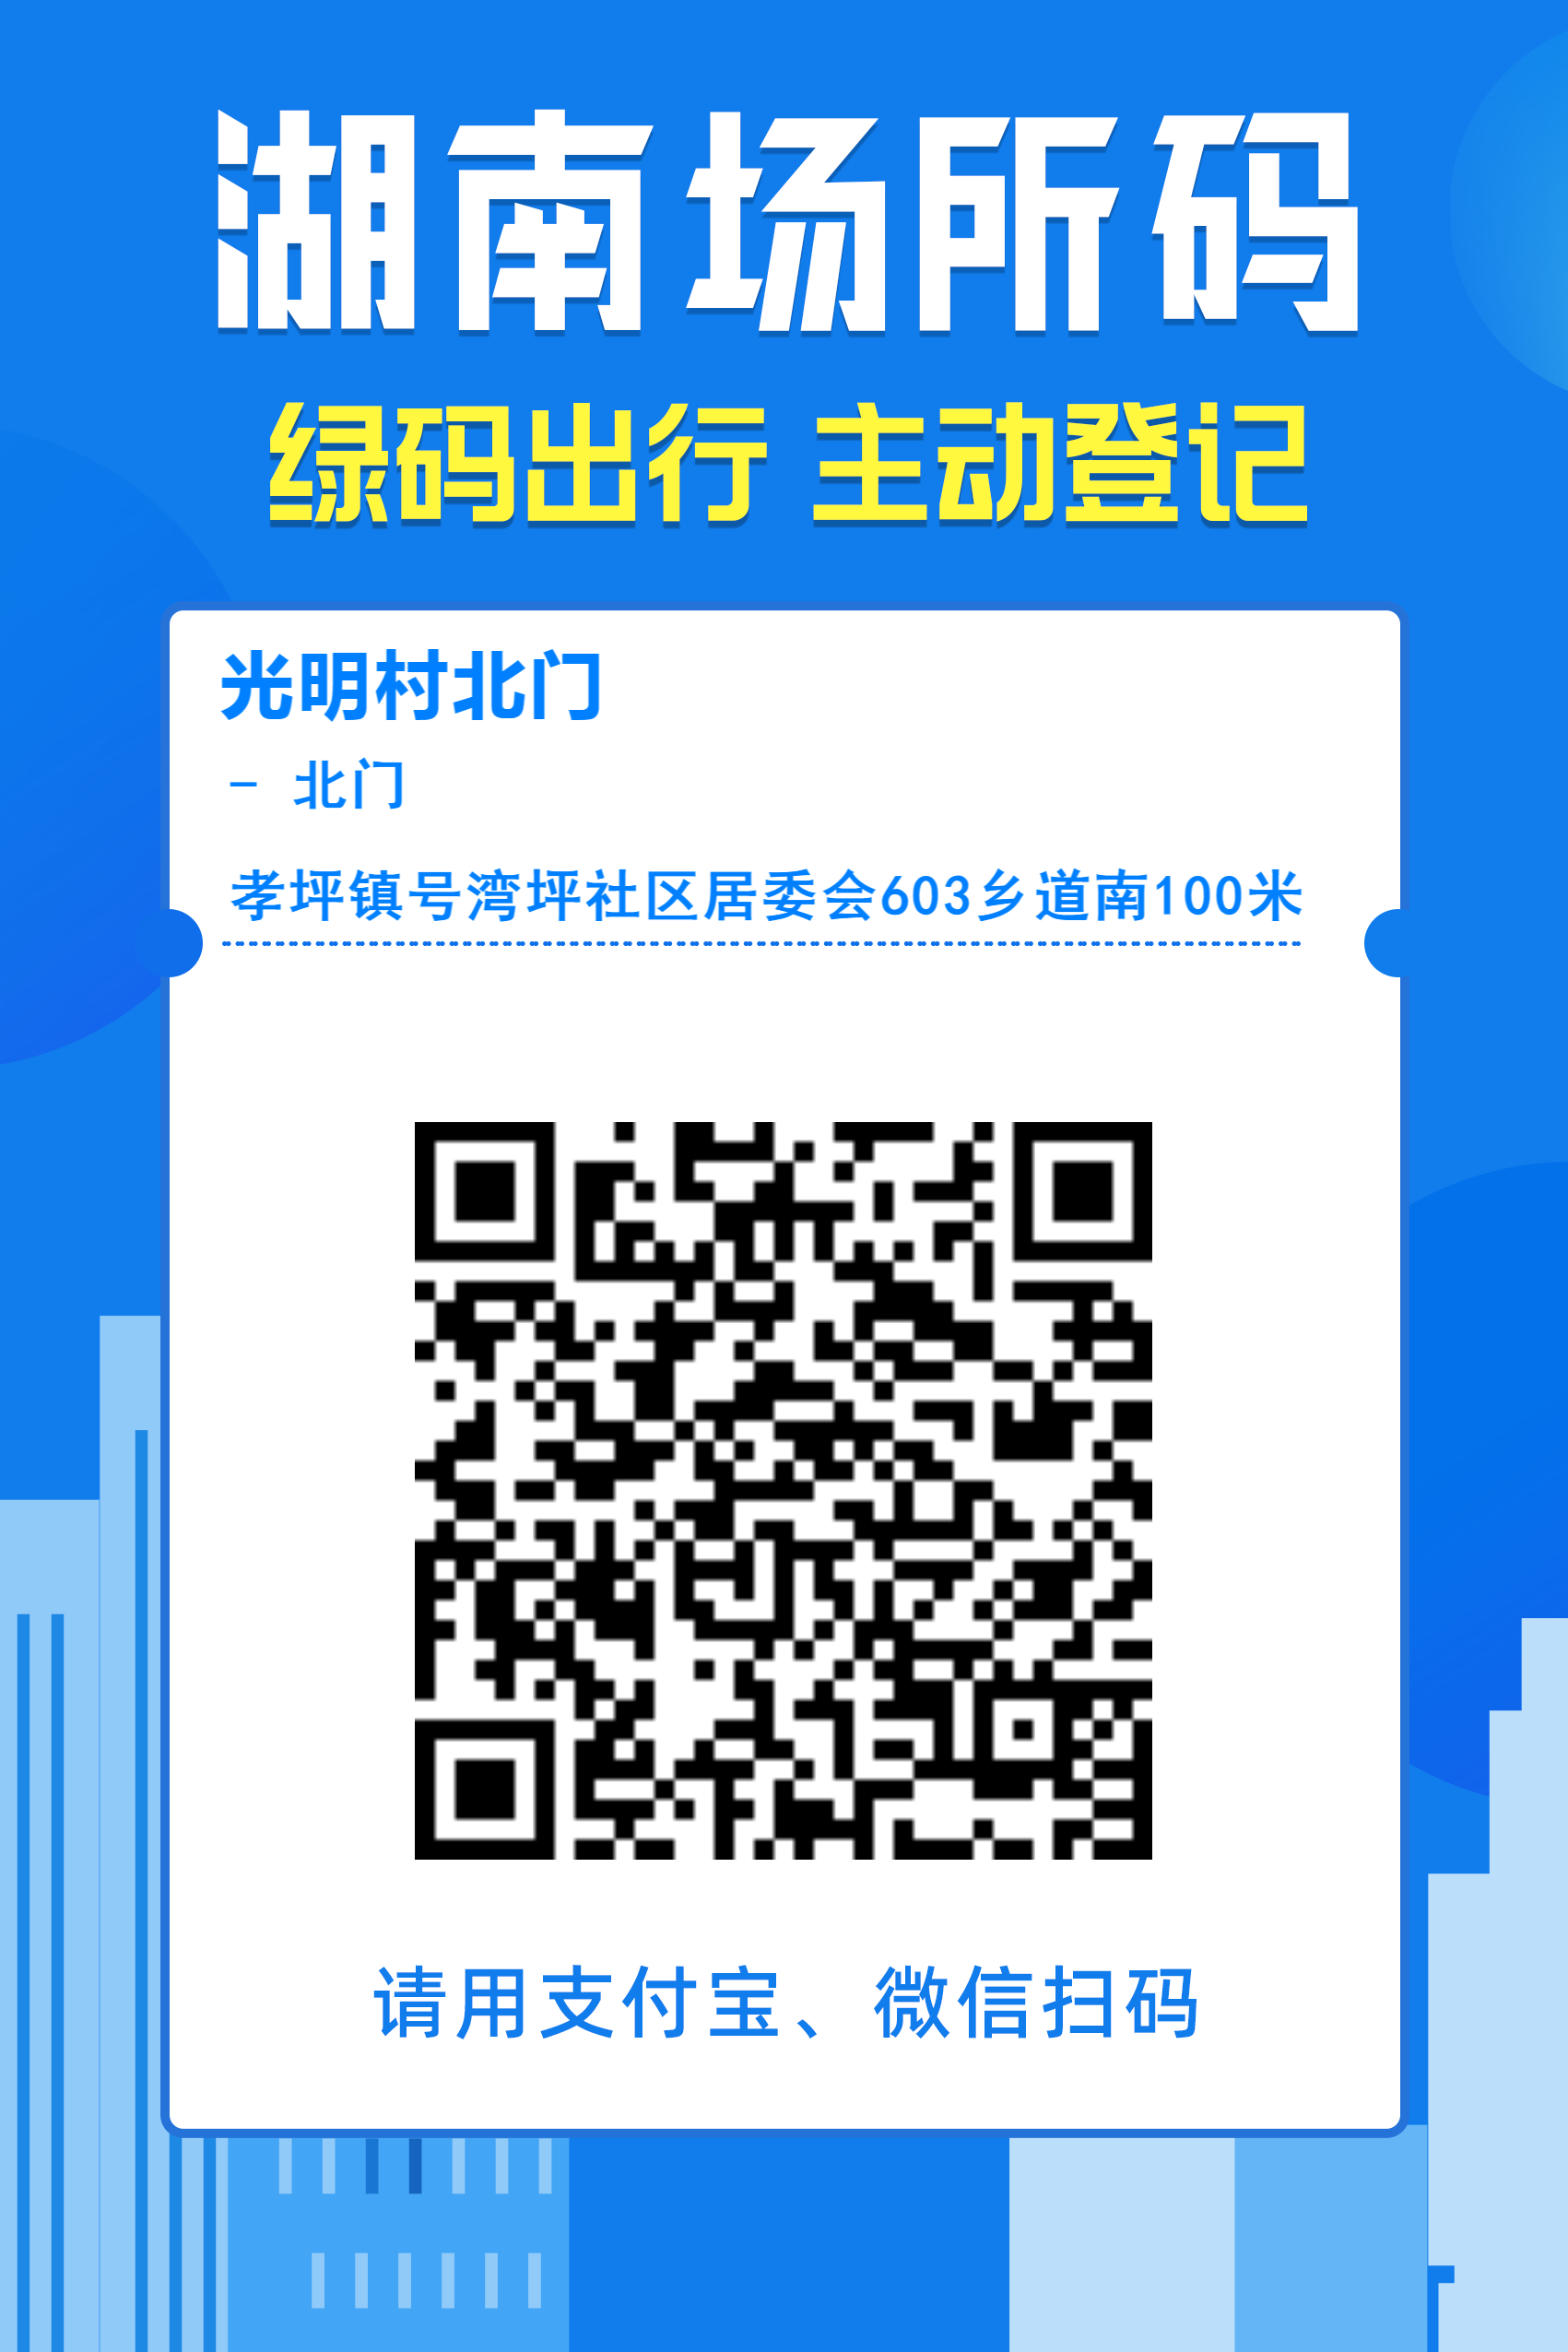 湖南场所码
绿码出行 主动登记
光明村北门
－ 北门
孝坪镇号湾坪社区居委会603乡道南100米
请用支付宝、微信扫码